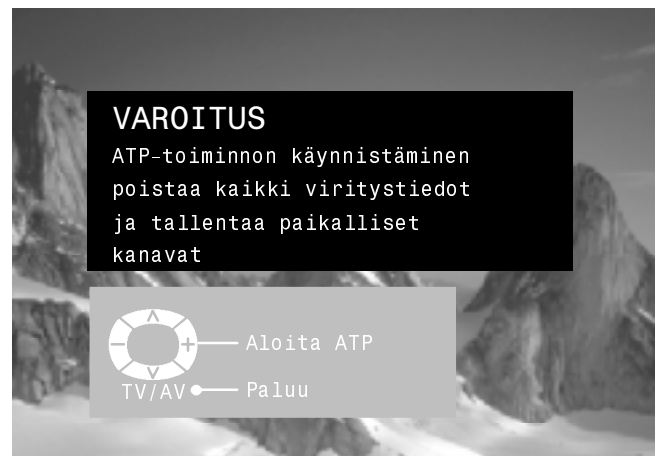 VAROITUS
ATP-toiminnon käynnistäminen
poistaa kaikki viritystiedot
ja tallentaa paikalliset
kanavat
Aloita ATP
TV/AV Paluu